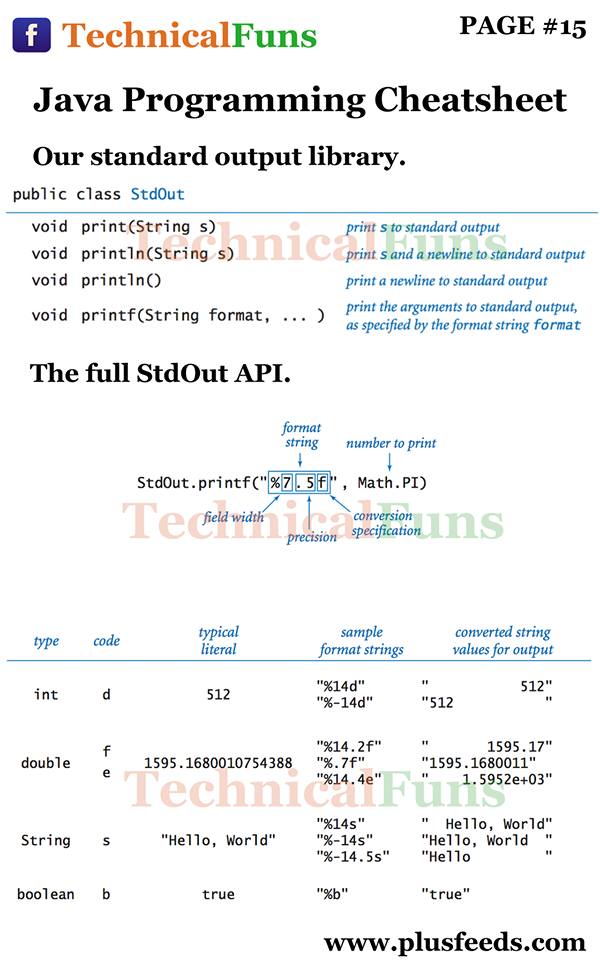 f TechnicalFuns PAGE #15
Java Programming Cheatsheet
Our standard output library.
public class StdOut
void print(String s) print s to standard output
TechnicalFuns
void println(String s) print s and a newline to standard output
void println() print a newline to standard output
void printf(String format, ... ) print the arguments to standard output,
as specified by the format string format
The full StdOut API.
format
string number to print
StdOut.printf("%7.5f", Math.PI)
TechnicalFuns
field width conversion
specification
precision
type code typical
literal sample
format strings converted string
values for output
int d 512 "%14d" "           512"
"%-14d" "512           "
double f 1595.1680010754388 "%14.2f" "       1595.17"
"%.7f" "1595.1680011"
e "%14.4e" "    1.5952e+03"
TechnicalFuns
String s "Hello, World" "%14s" "  Hello, World"
"%-14s" "Hello, World  "
"%-14.5s" "Hello         "
boolean b true "%b" "true"
www.plusfeeds.com